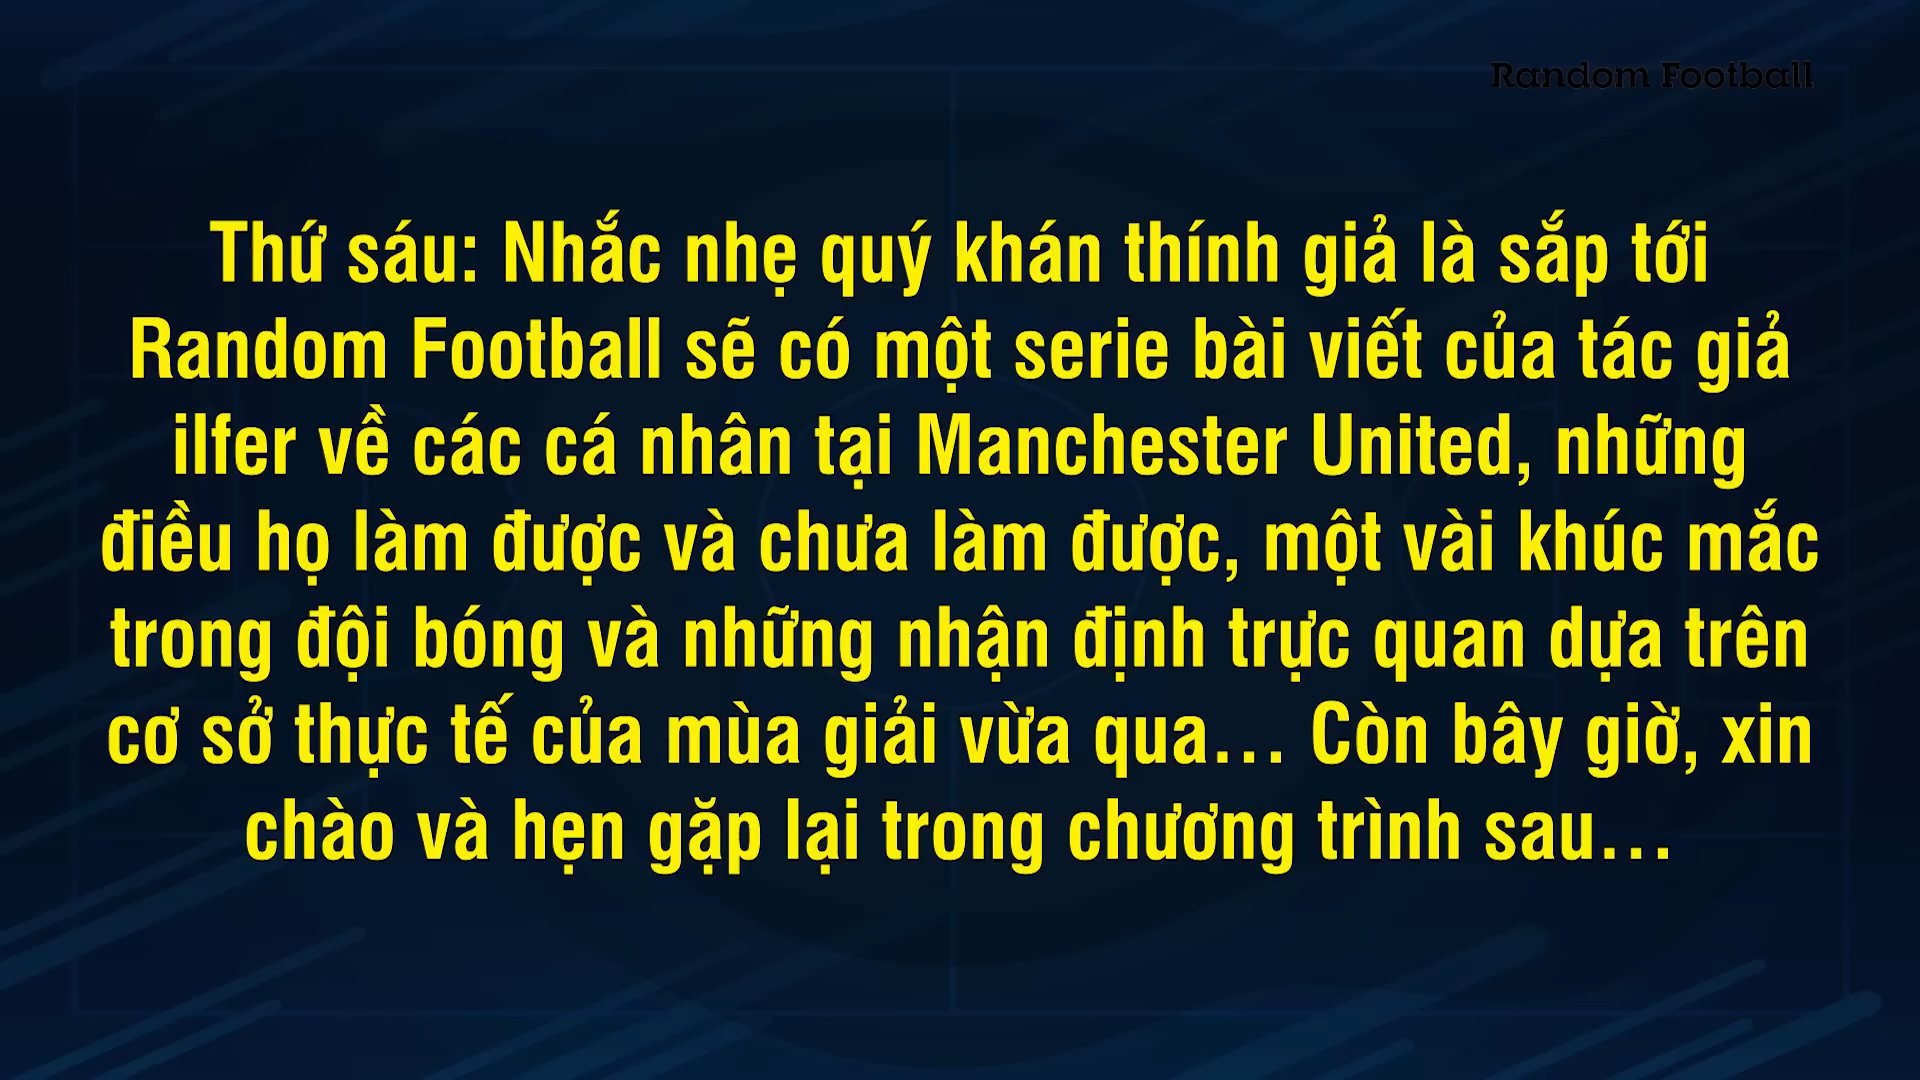 Random Football
Thứ sáu: Nhắc nhẹ quý khán thính giả là sắp tới
Random Football sẽ có một serie bài viết của tác giả
ilfer về các cá nhân tại Manchester United, những
điều họ làm được và chưa làm được, một vài khúc mắc
trong đội bóng và những nhận định trực quan dựa trên
cơ sở thực tế của mùa giải vừa qua... Còn bây giờ, xin
chào và hẹn gặp lại trong chương trình sau...